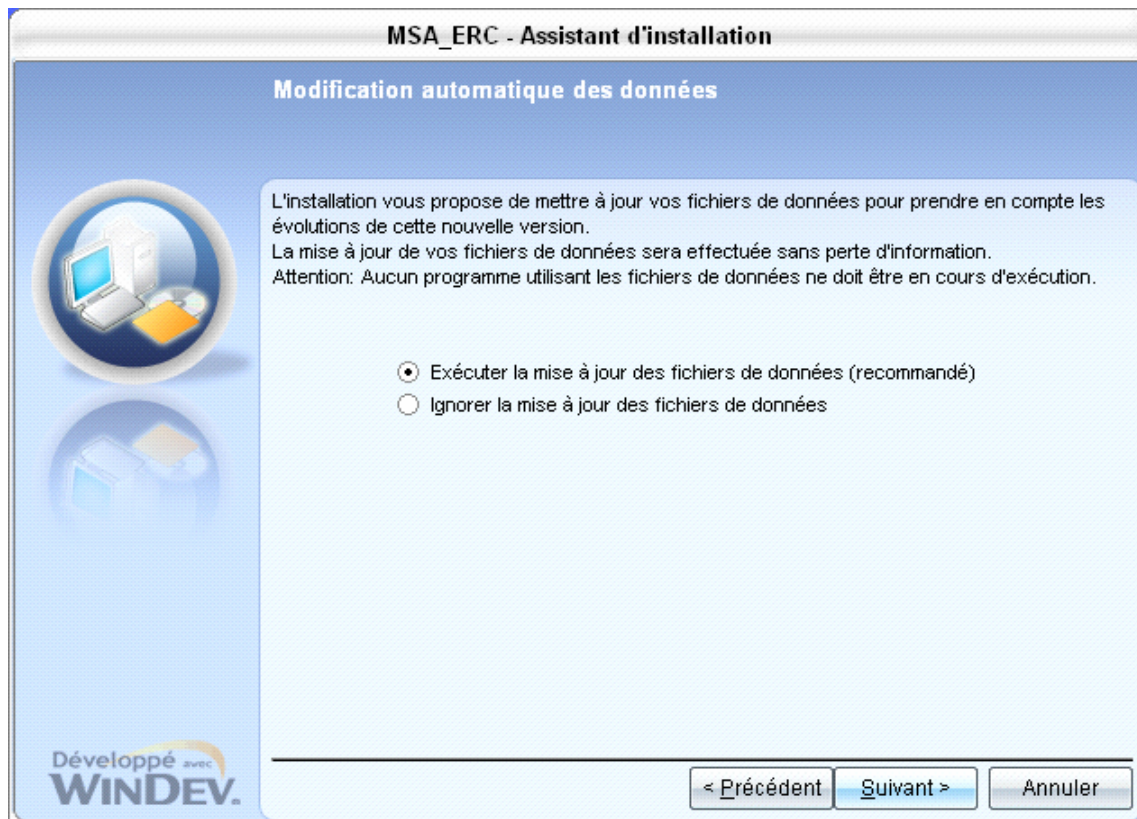 MSA_ERC - Assistant d'installation
Modification automatique des données
L'installation vous propose de mettre à jour vos fichiers de données pour prendre en compte les
évolutions de cette nouvelle version.
La mise à jour de vos fichiers de données sera effectuée sans perte d'information.
Attention: Aucun programme utilisant les fichiers de données ne doit être en cours d'exécution.
Exécuter la mise à jour des fichiers de données (recommandé)
Ignorer la mise à jour des fichiers de données
Développé avec
WINDEV.
< Précédent Suivant > Annuler